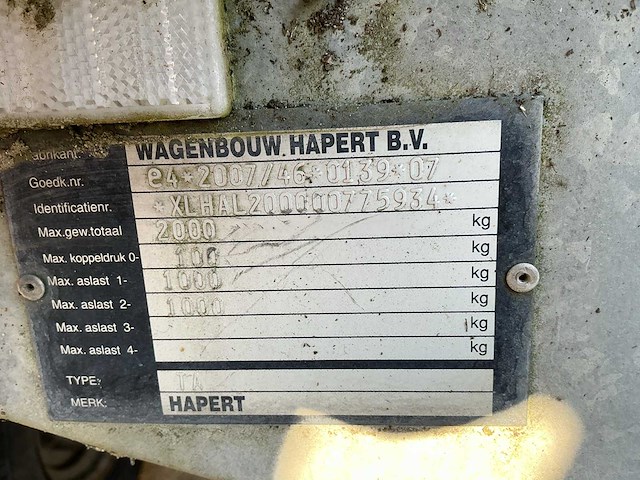 Fabrikant: WAGENBOUW HAPERT B.V.
Goedk.nr. e4*2007/46*0139*07
Identificatienr. *XLHAL200000775934*
Max.gew.totaal 2000 kg
Max. koppeldruk 0- 100 kg
Max. aslast 1- 1000 kg
Max. aslast 2- 1000 kg
Max. aslast 3- kg
Max. aslast 4- kg
TYPE: TA
MERK: HAPERT